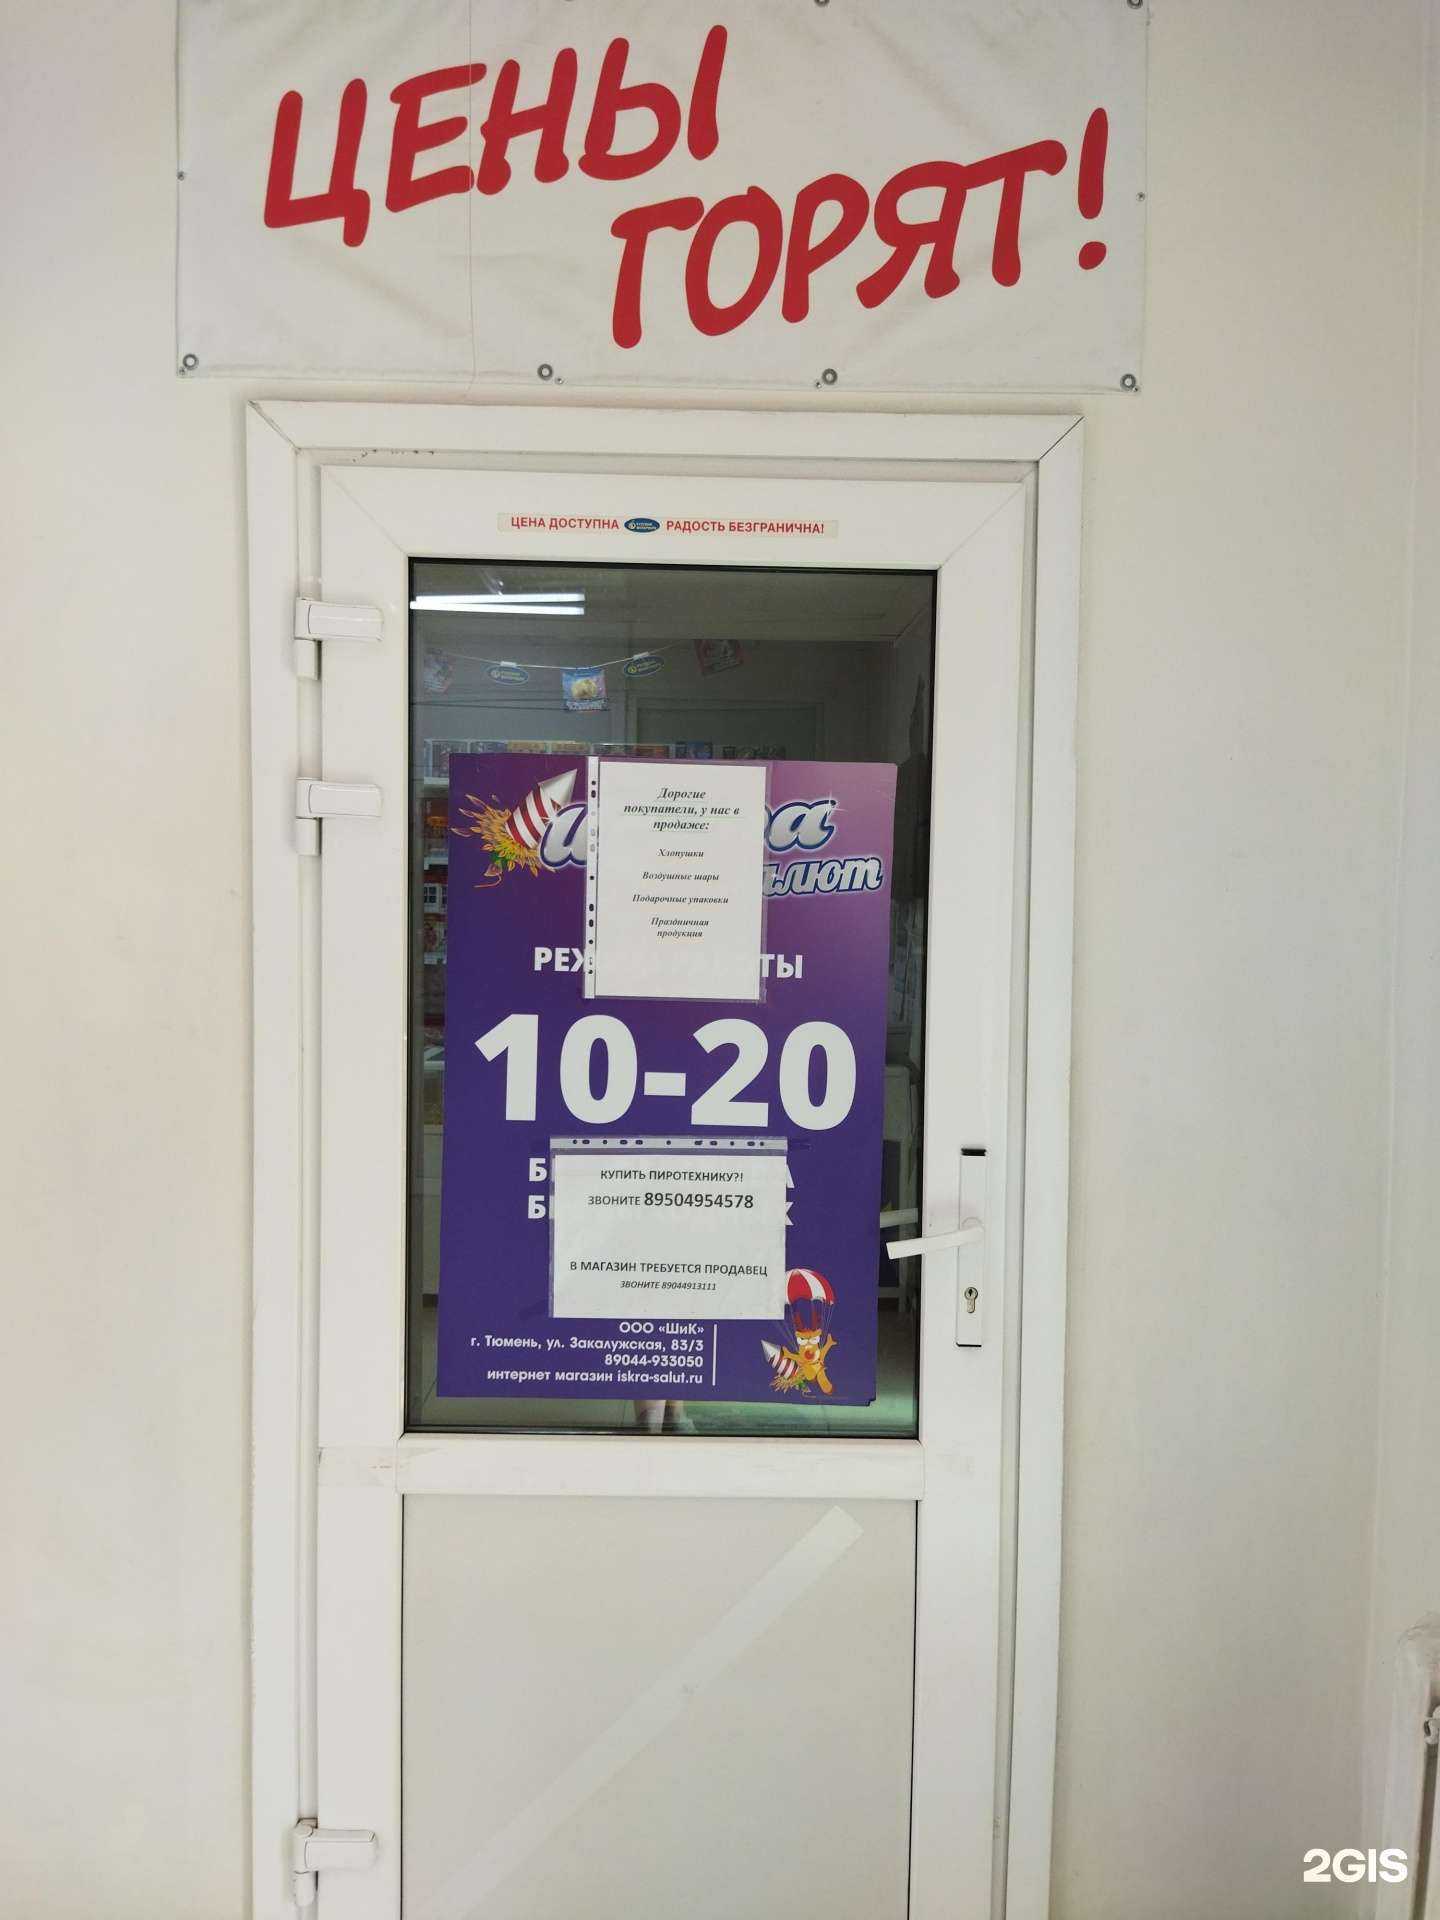 ЦЕНЫ
ГОРЯТ!
ЦЕНА ДОСТУПНА РАДОСТЬ БЕЗГРАНИЧНА!
Дорогие
покупатели, у нас в
продаже:
Хлопушки
Воздушные шары
Подарочные упаковки
Праздничная
продукция
10-20
КУПИТЬ ПИРОТЕХНИКУ?!
ЗВОНИТЕ 89504954578
В МАГАЗИН ТРЕБУЕТСЯ ПРОДАВЕЦ
ЗВОНИТЕ 89044913111
ООО «ШиК»
г. Тюмень, ул. Закалужская, 83/3
89044-933050
интернет магазин iskra-salut.ru
2GIS